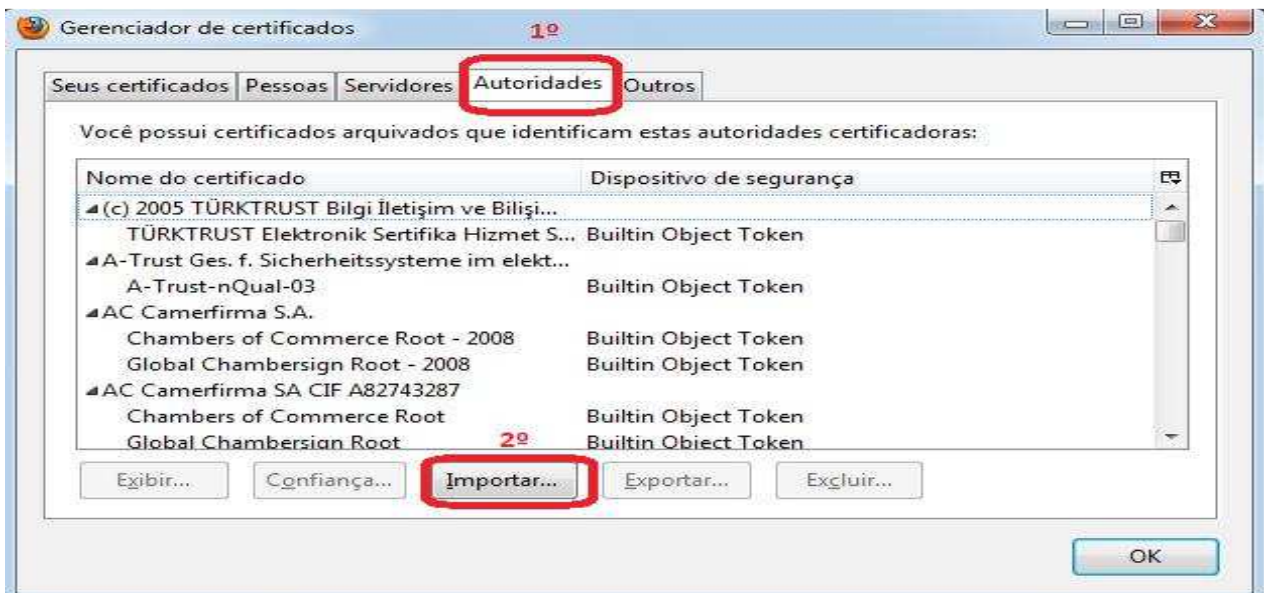 Gerenciador de certificados
1º
Seus certificados Pessoas Servidores Autoridades Outros
Você possui certificados arquivados que identificam estas autoridades certificadoras:
Nome do certificado Dispositivo de segurança
(c) 2005 TÜRKTRUST Bilgi İletişim ve Bilişi...
TÜRKTRUST Elektronik Sertifika Hizmet S... Builtin Object Token
A-Trust Ges. f. Sicherheitssysteme im elekt...
A-Trust-nQual-03 Builtin Object Token
AC Camerfirma S.A.
Chambers of Commerce Root - 2008 Builtin Object Token
Global Chambersign Root - 2008 Builtin Object Token
AC Camerfirma SA CIF A82743287
Chambers of Commerce Root Builtin Object Token
Global Chambersign Root Builtin Object Token
2º
Exibir... Confiança... Importar... Exportar... Excluir...
OK